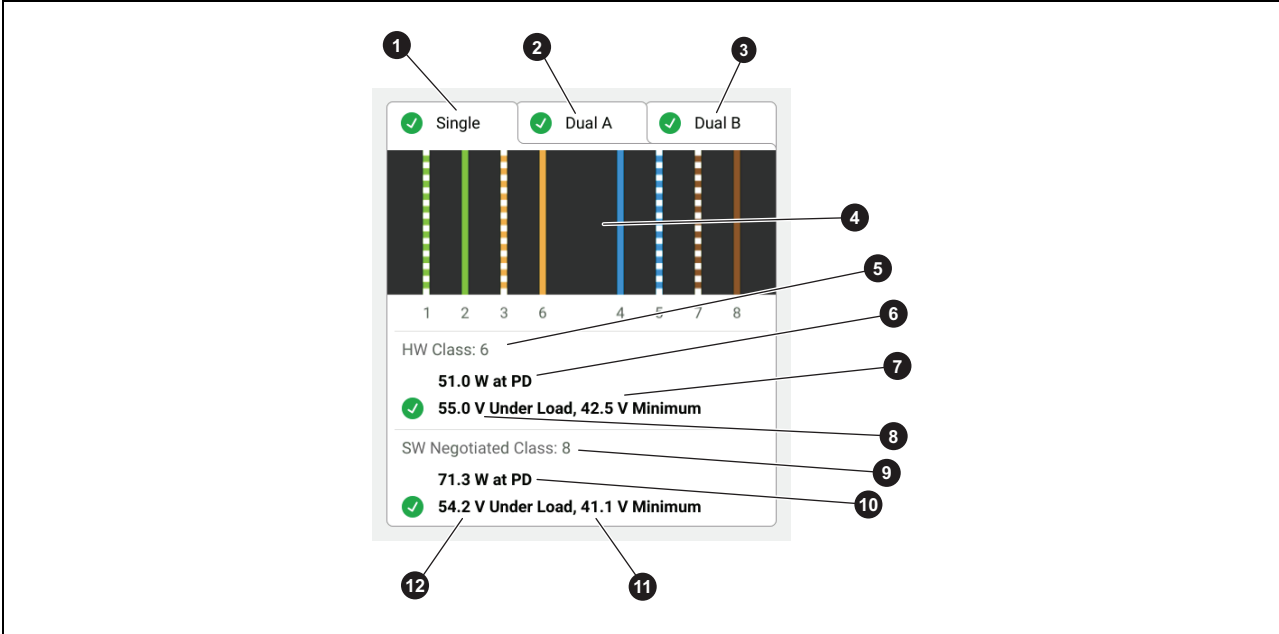 1 2 3
Single Dual A Dual B
4
5
1 2 3 6 4 5 7 8
6
HW Class: 6
7
51.0 W at PD
55.0 V Under Load, 42.5 V Minimum
8
SW Negotiated Class: 8
9
71.3 W at PD
10
54.2 V Under Load, 41.1 V Minimum
12 11